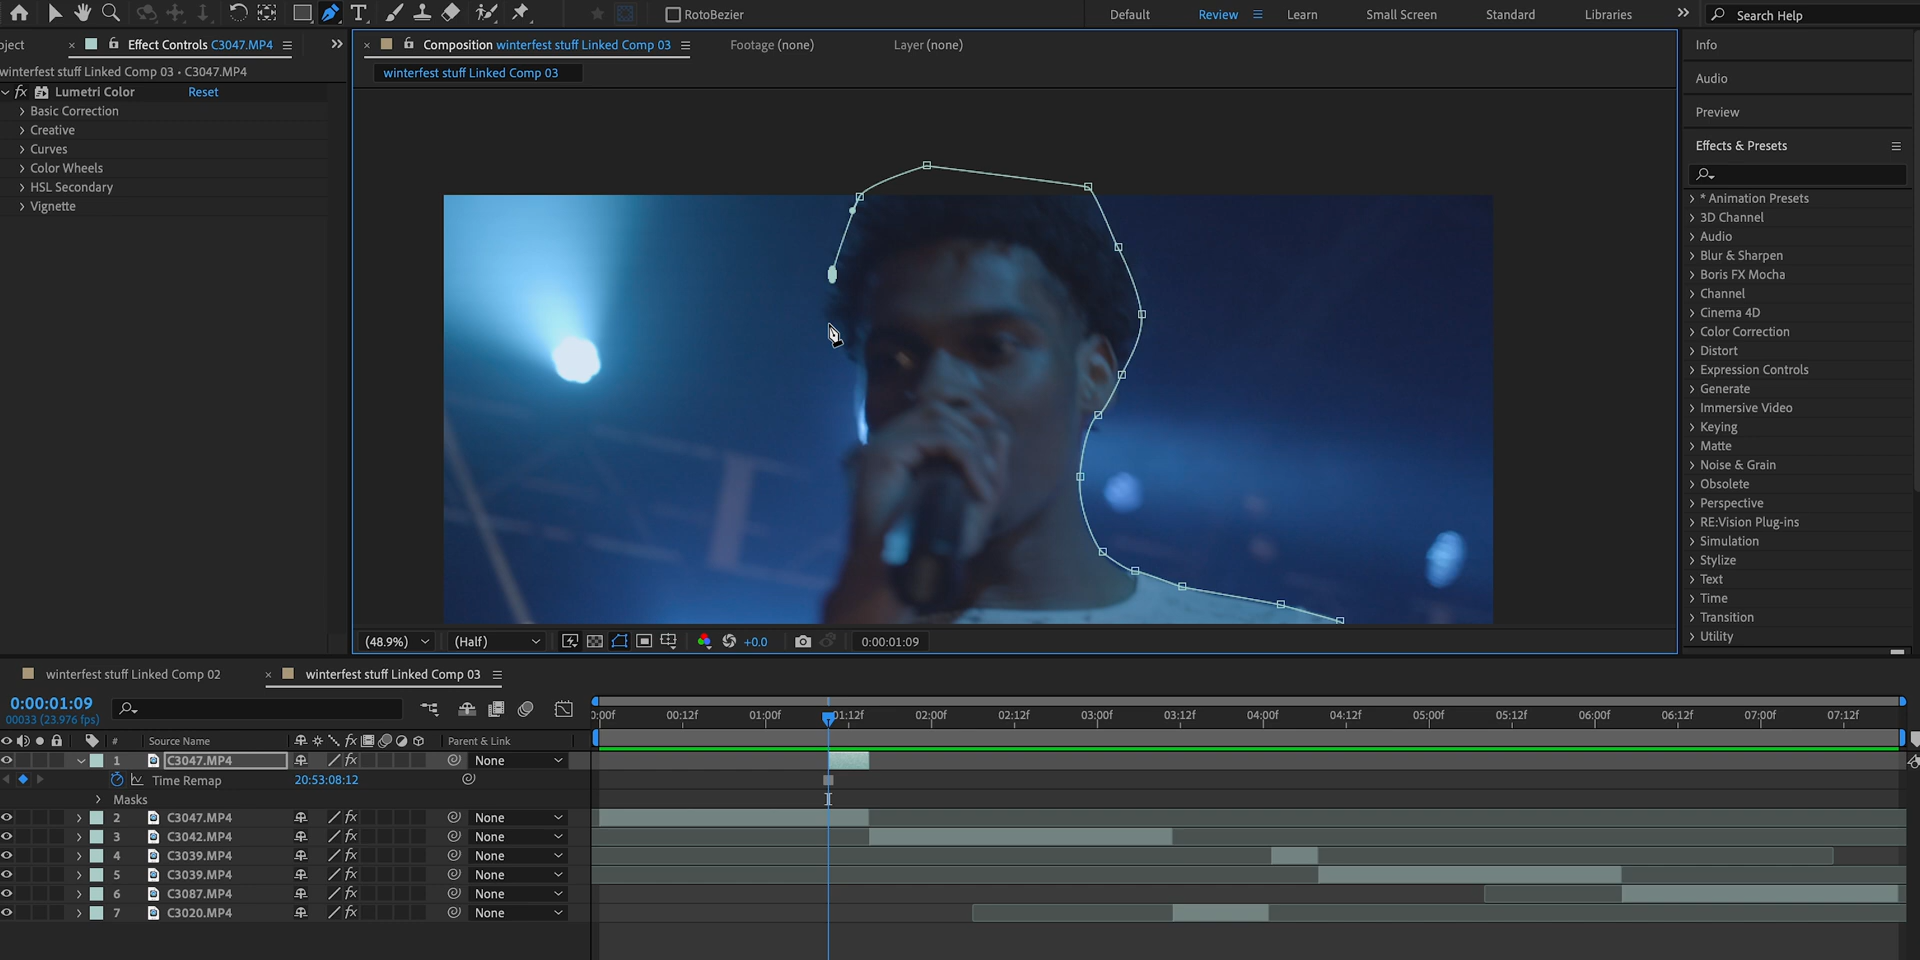 RotoBezier
Default
Review
Learn
Small Screen
Standard
Libraries
Search Help
oject
Effect Controls C3047.MP4
Composition winterfest stuff Linked Comp 03
Footage (none)
Layer (none)
Info
winterfest stuff Linked Comp 03 • C3047.MP4
winterfest stuff Linked Comp 03
fx Lumetri Color Reset
Basic Correction
Creative
Curves
Color Wheels
HSL Secondary
Vignette
Audio
Preview
Effects & Presets
* Animation Presets
3D Channel
Audio
Blur & Sharpen
Boris FX Mocha
Channel
Cinema 4D
Color Correction
Distort
Expression Controls
Generate
Immersive Video
Keying
Matte
Noise & Grain
Obsolete
Perspective
RE:Vision Plug-ins
Simulation
Stylize
Text
Time
Transition
Utility
(48.9%)
(Half)
+0.0
0:00:01:09
winterfest stuff Linked Comp 02
winterfest stuff Linked Comp 03
0:00:01:09
00033 (23.976 fps)
0:00f 00:12f 01:00f 01:12f 02:00f 02:12f 03:00f 03:12f 04:00f 04:12f 05:00f 05:12f 06:00f 06:12f 07:00f 07:12f
# Source Name fx Parent & Link
1 C3047.MP4 fx None
Time Remap 20:53:08:12
Masks
2 C3047.MP4 fx None
3 C3042.MP4 fx None
4 C3039.MP4 fx None
5 C3039.MP4 fx None
6 C3087.MP4 fx None
7 C3020.MP4 fx None